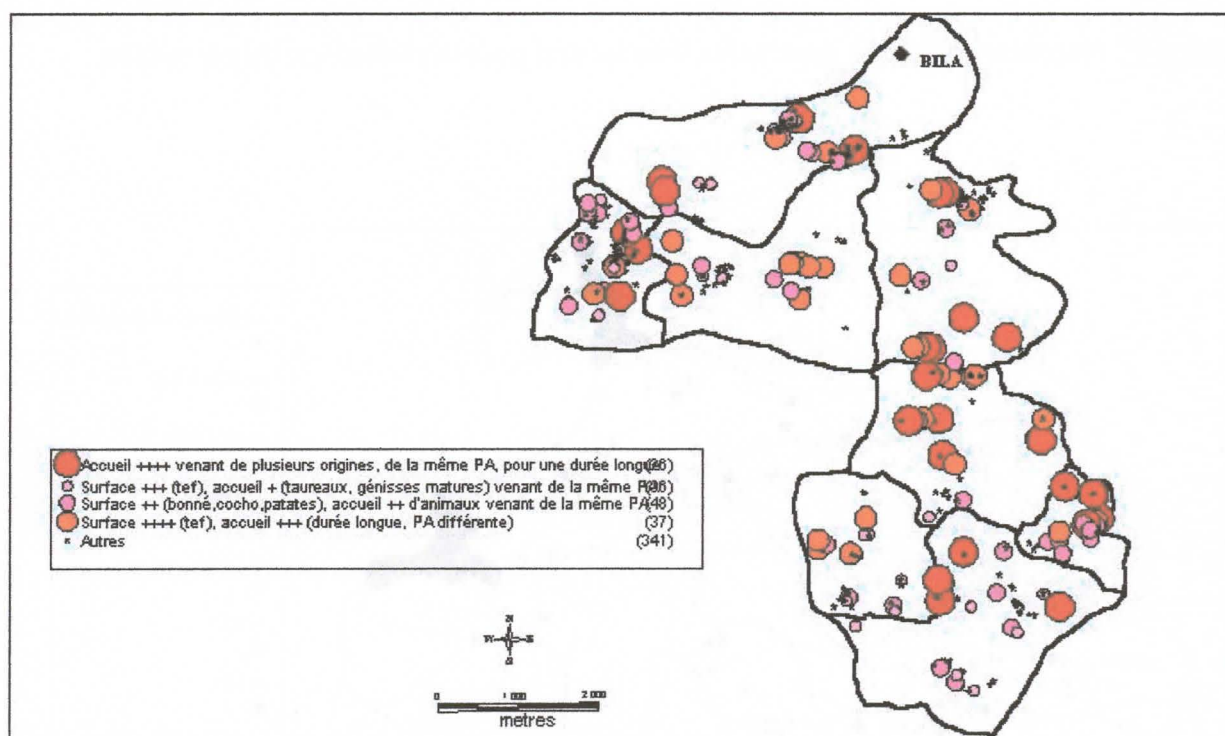 BILA
Accueil ++++ venant de plusieurs origines, de la même PA, pour une durée longue
Surface +++ (tef), accueil + (taureaux, génisses matures) venant de la même
Surface ++ (bonné,cocho,patates), accueil ++ d'animaux venant de la même PA (48)
Surface ++++ (tef), accueil +++ (durée longue, PA différente) (37)
* Autres (341)
N
W E
S
0 1 000 2 000
metres